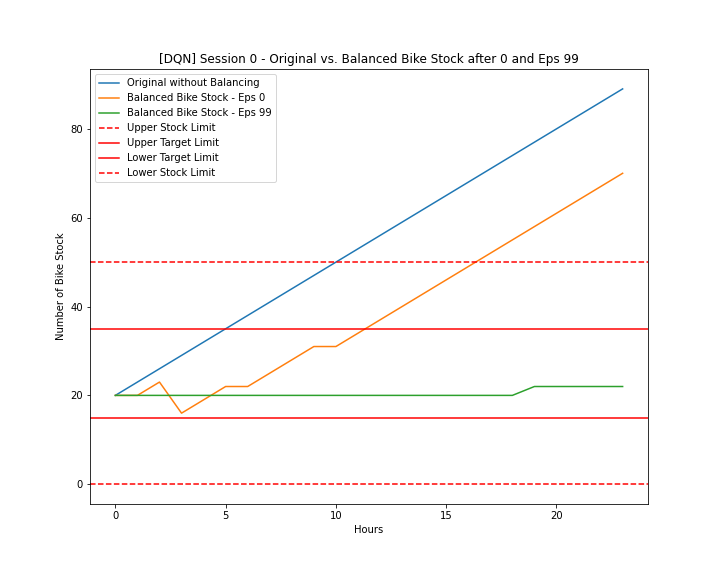 [DQN] Session 0 - Original vs. Balanced Bike Stock after 0 and Eps 99
Original without Balancing
Balanced Bike Stock - Eps 0
Balanced Bike Stock - Eps 99
Upper Stock Limit
Upper Target Limit
Lower Target Limit
Lower Stock Limit
Number of Bike Stock
80
60
40
20
0
0 5 10 15 20
Hours